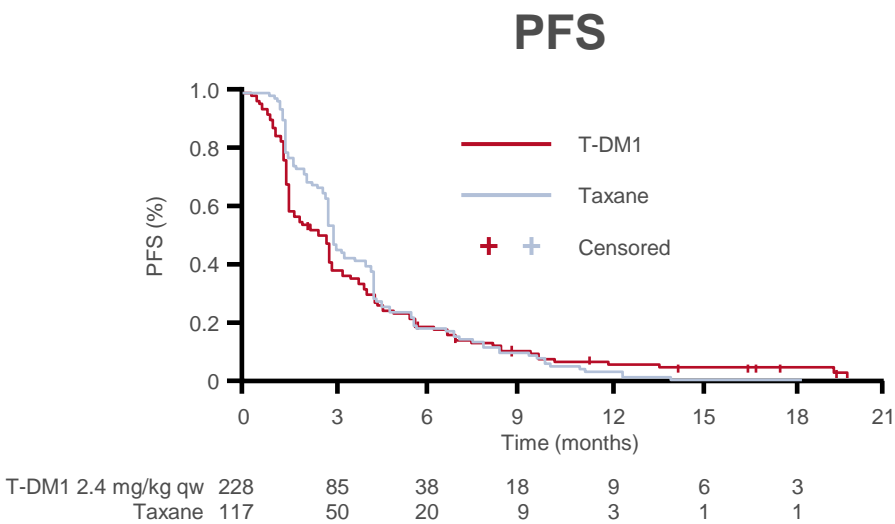 PFS
1.0
0.8
0.6
0.4
0.2
0
PFS (%)
T-DM1
Taxane
Censored
0 3 6 9 12 15 18 21
Time (months)
T-DM1 2.4 mg/kg qw 228 85 38 18 9 6 3
Taxane 117 50 20 9 3 1 1